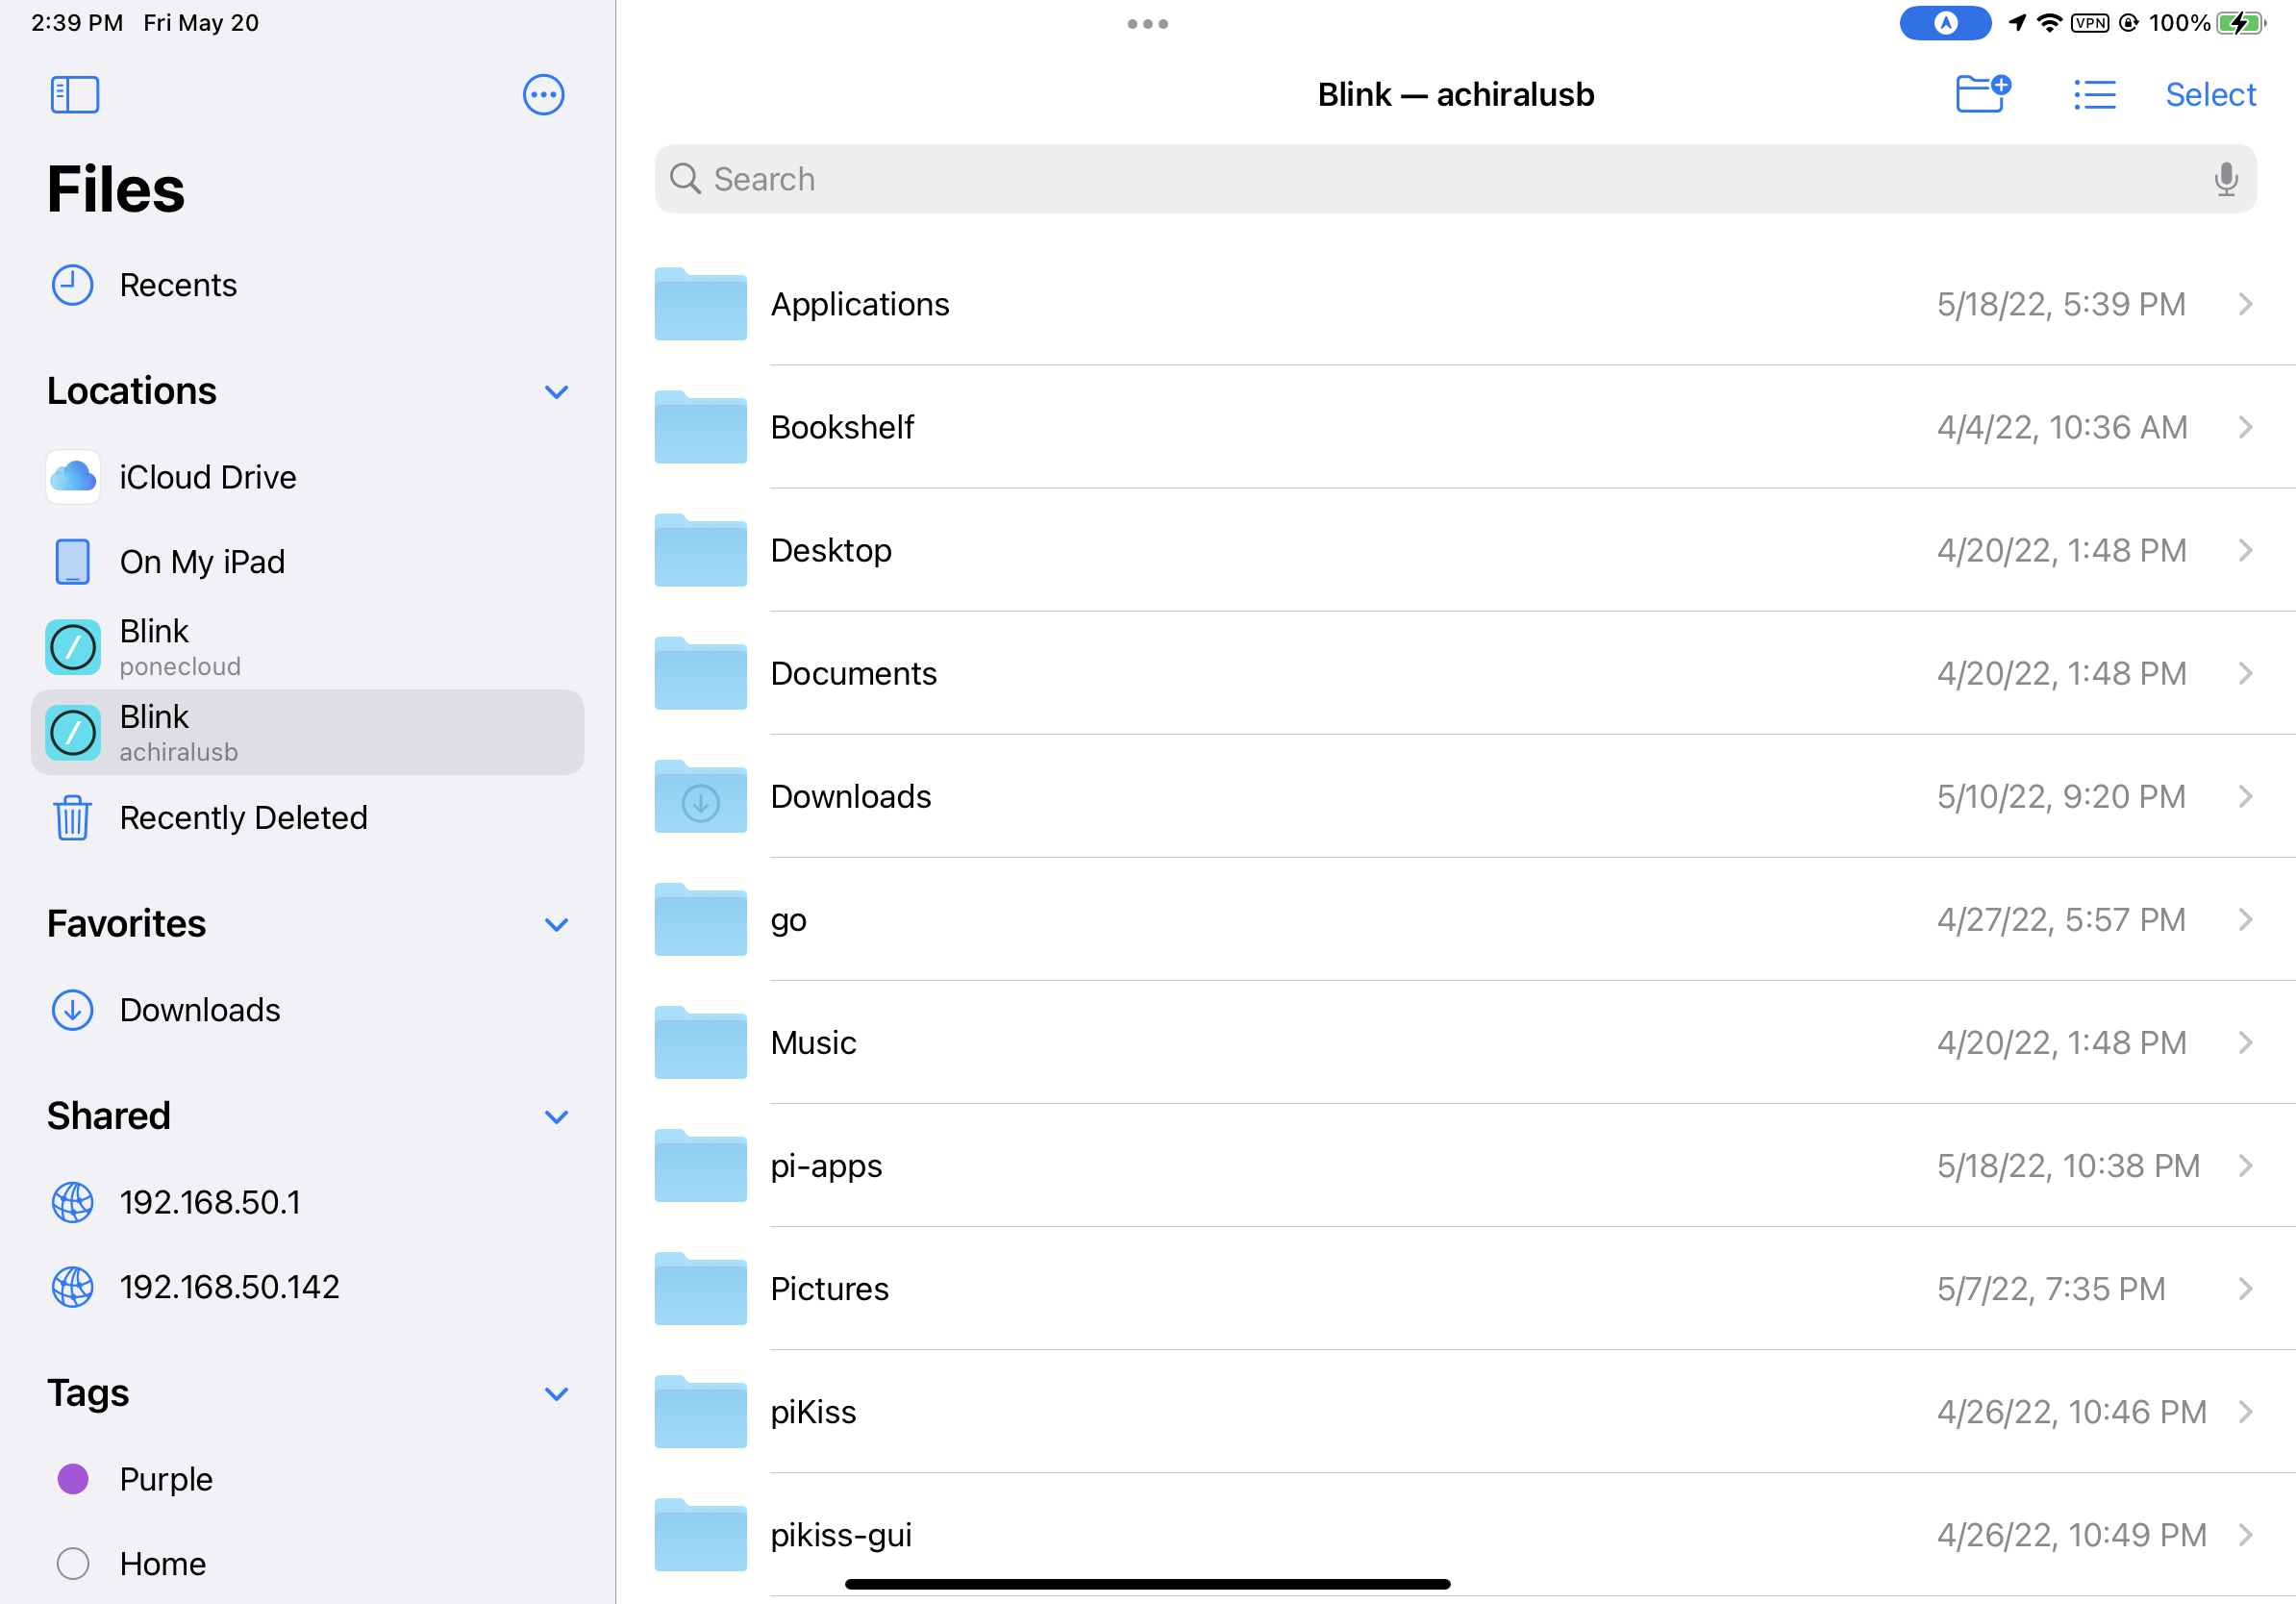 2:39 PM Fri May 20
VPN 100%
Files
Recents
Locations
iCloud Drive
On My iPad
Blink
ponecloud
Blink
achiralusb
Recently Deleted
Favorites
Downloads
Shared
192.168.50.1
192.168.50.142
Tags
Purple
Home
Blink — achiralusb
Select
Search
Applications 5/18/22, 5:39 PM
Bookshelf 4/4/22, 10:36 AM
Desktop 4/20/22, 1:48 PM
Documents 4/20/22, 1:48 PM
Downloads 5/10/22, 9:20 PM
go 4/27/22, 5:57 PM
Music 4/20/22, 1:48 PM
pi-apps 5/18/22, 10:38 PM
Pictures 5/7/22, 7:35 PM
piKiss 4/26/22, 10:46 PM
pikiss-gui 4/26/22, 10:49 PM